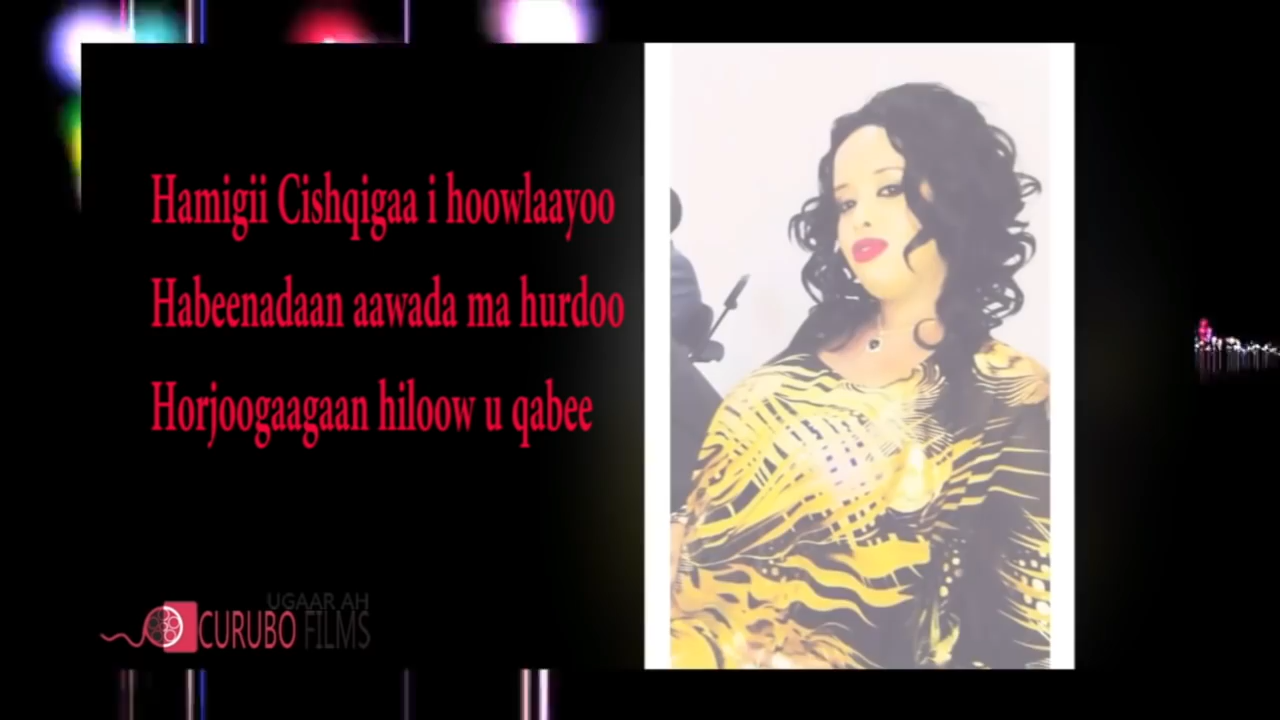 Hamigii Cishqigaa i hoowlaayoo
Habeenadaan aawada ma hurdoo
Horjoogaagaan hiloow u qabee
UGAAR AH
CURUBO FILMS